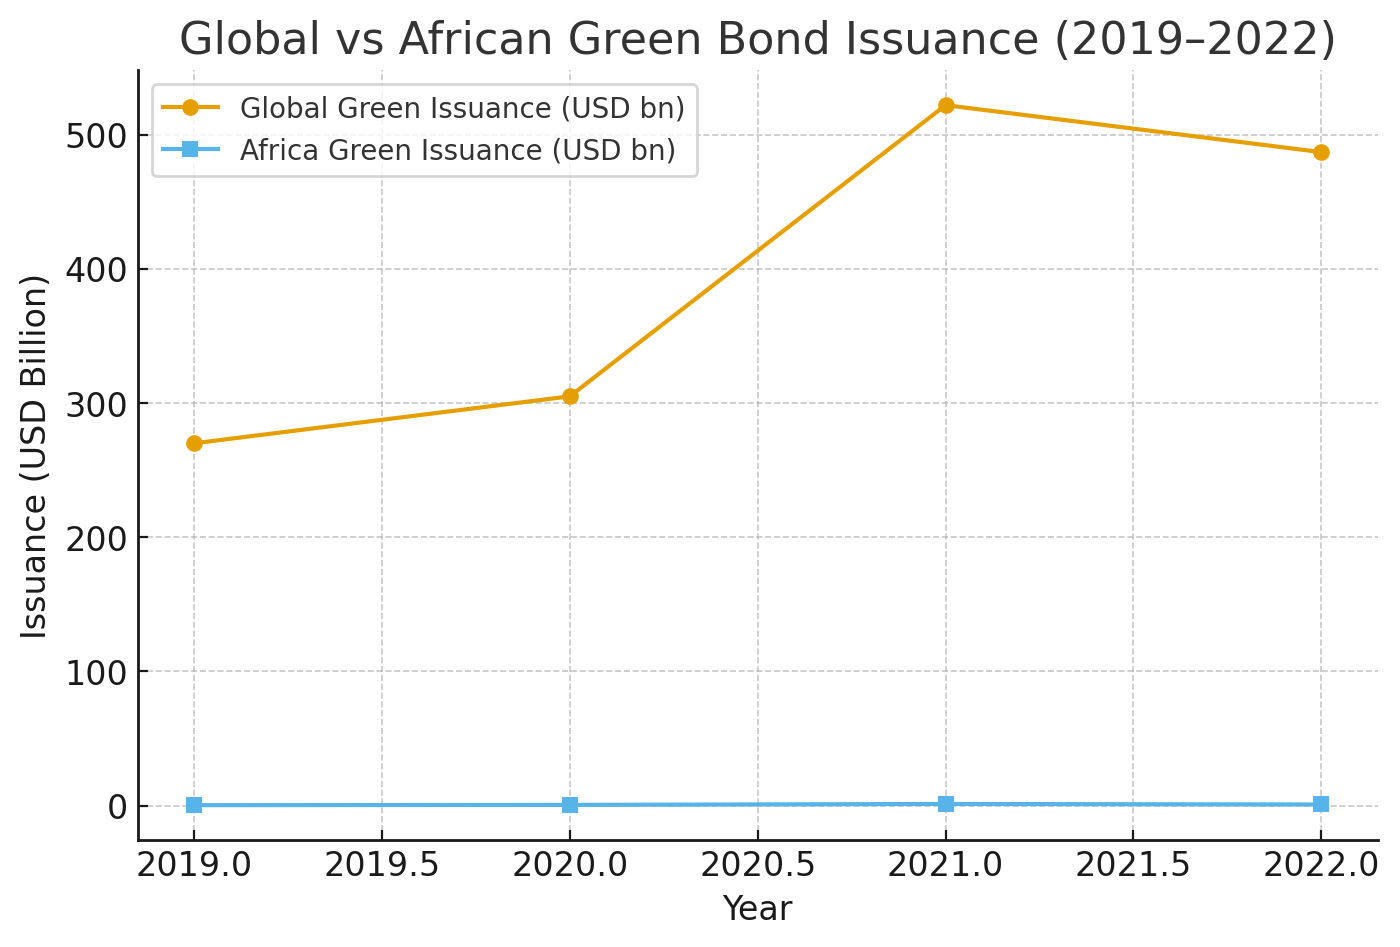 Global vs African Green Bond Issuance (2019–2022)
Global Green Issuance (USD bn)
Africa Green Issuance (USD bn)
Issuance (USD Billion)
500
400
300
200
100
0
2019.0 2019.5 2020.0 2020.5 2021.0 2021.5 2022.0
Year